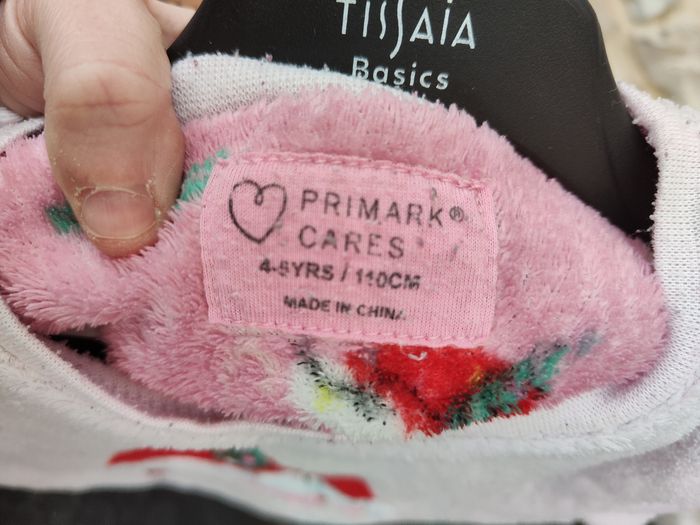 TISSAIA
Basics
PRIMARK®
CARES
4-5YRS / 110CM
MADE IN CHINA